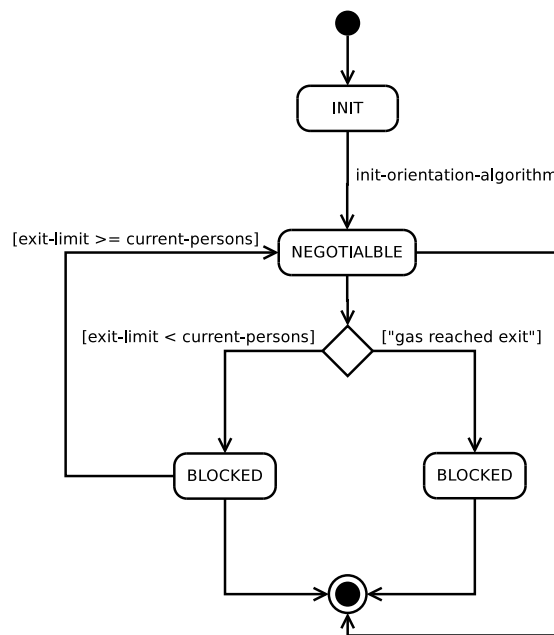 INIT
init-orientation-algorithm
[exit-limit >= current-persons]
NEGOTIALBLE
[exit-limit < current-persons]
["gas reached exit"]
BLOCKED
BLOCKED